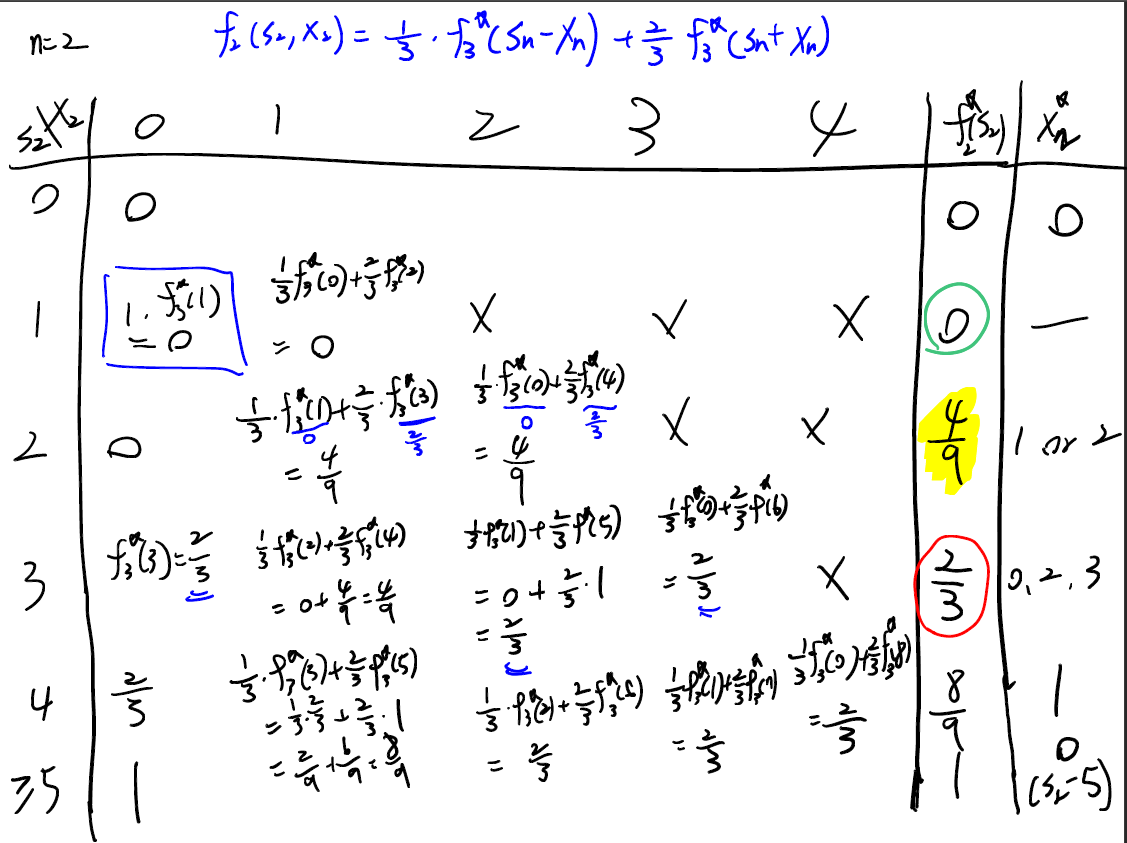 n=2 f₂(s₂,x₂) = 1/3 · f₃*(Sn-Xn) + 2/3 f₃*(Sn+Xn)
s₂\x₂ 0 1 2 3 4 f₂*(s₂) x₂*
0 0 0 0
1/3 f₃*(0)+2/3 f₃*(2)
1 1. f₃*(1) X X X 0 —
= 0 = 0
1/3·f₃*(1)+2/3·f₃*(3) 1/3·f₃*(0)+2/3 f₃*(4)
0 2/3 0 2/3
2 0 = 4/9 = 4/9 X X 4/9 1 or 2
f₃*(3)=2/3 1/3 f₃*(2)+2/3 f₃*(4) 1/3 f₃*(1)+2/3 f*(5) 1/3 f₃*(0)+2/3 f*(6)
3 = 0+4/9=4/9 = 0+2/3·1 = 2/3 X 2/3 0,2,3
= 2/3
1/3·f₃*(3)+2/3 f₃*(5) 1/3 f₃*(0)+2/3 f₃*(8)
4 2/3 = 1/3·2/3+2/3·1 1/3·f₃*(2)+2/3 f₃*(6) 1/3 f₃*(1)+2/3 f₃*(7) = 2/3 8/9 1
= 2/9+6/9=8/9 = 2/3 = 2/3
≥5 1 1 0
(s₂-5)